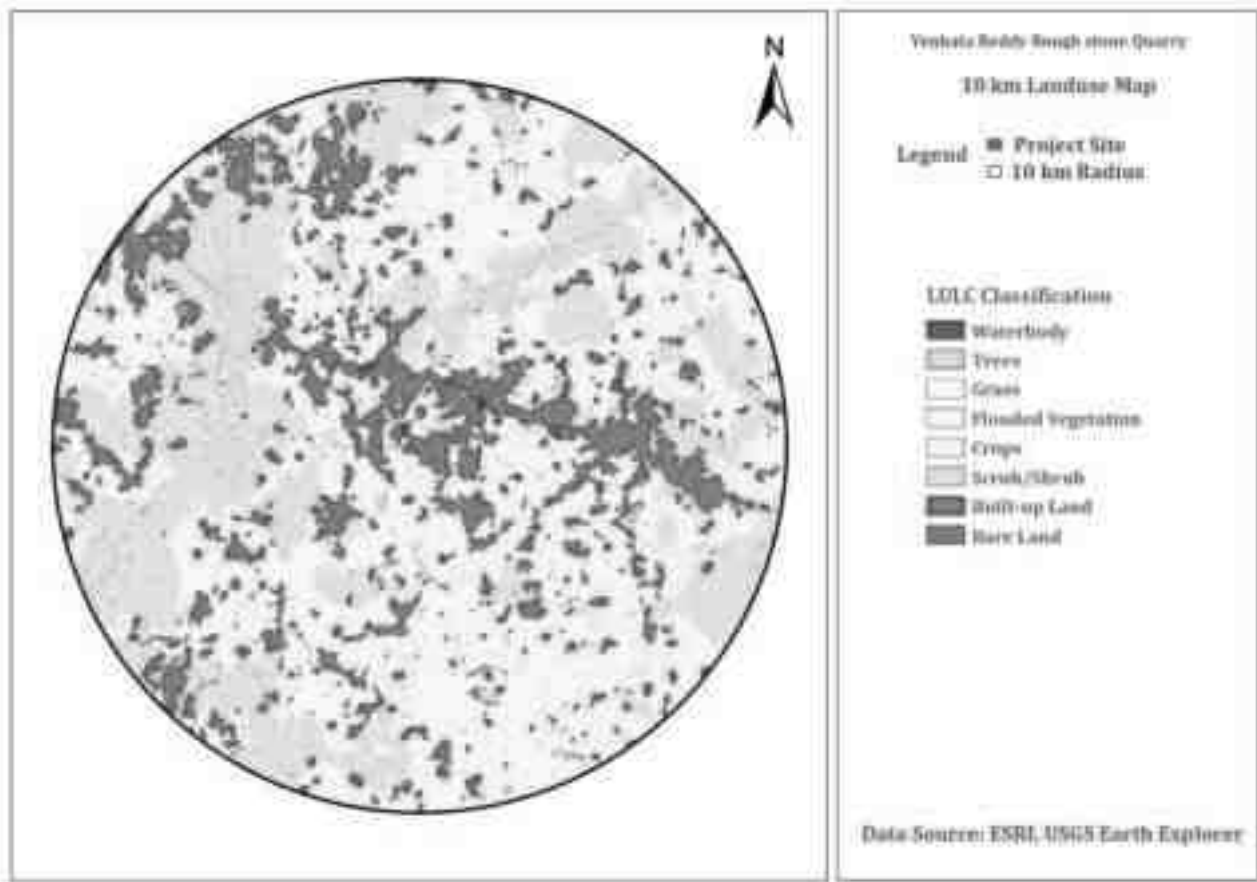 N
Venkata Reddy Rough stone Quarry
10 km Landuse Map
Legend
Project Site
10 km Radius
LULC Classification
Waterbody
Trees
Grass
Flooded Vegetation
Crops
Scrub/Shrub
Built-up Land
Bare Land
Data Source: ESRI, USGS Earth Explorer